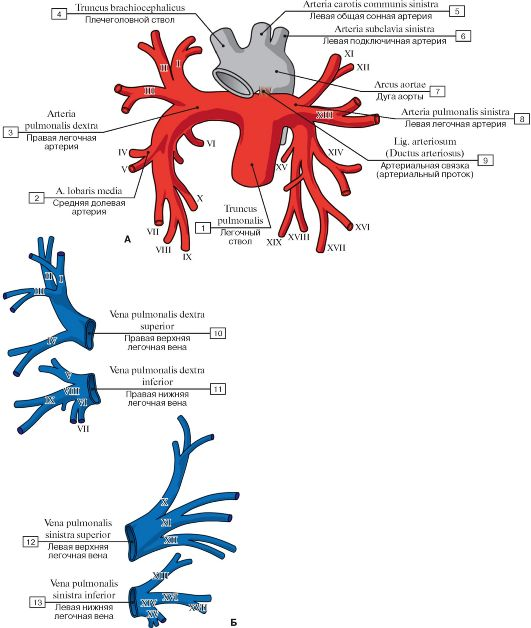 4
Truncus brachiocephalicus
Плечеголовной ствол
Arteria carotis communis sinistra
Левая общая сонная артерия
5
Arteria subclavia sinistra
Левая подключичная артерия
6
XI
XII
I
II
III
Arcus aortae
Дуга аорты
7
3
Arteria
pulmonalis dextra
Правая легочная
артерия
XIII
Arteria pulmonalis sinistra
Левая легочная артерия
8
VI
IV
V
XIV
XV
Lig. arteriosum
(Ductus arteriosus)
Арториальная связка
(артериальный проток)
9
2
A. lobaris media
Средняя долевая
артерия
X
1
Truncus
pulmonalis
Легочный
ствол
А
VII
VIII
IX
XIX
XVIII
XVII
XVI
I
II
III
IV
Vena pulmonalis dextra
superior
Правая верхняя
легочная вена
10
V
VIII
IX
VI
VII
Vena pulmonalis dextra
inferior
Правая нижняя
легочная вена
11
X
XI
XII
12
Vena pulmonalis
sinistra superior
Левая верхняя
легочная вена
13
Vena pulmonalis
sinistra inferior
Левая нижняя
легочная вена
XIII
XIV
XVI
XV
XVII
Б